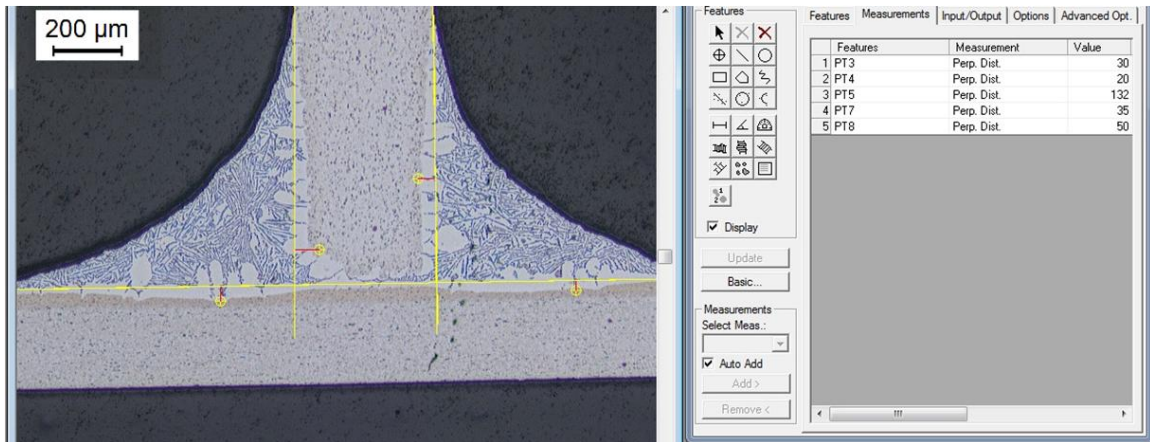 200 µm
Features
Display
Update
Basic...
Measurements
Select Meas.:
Auto Add
Add >
Remove <
Features Measurements Input/Output Options Advanced Opt.
Features Measurement Value
1 PT3 Perp. Dist. 30
2 PT4 Perp. Dist. 20
3 PT5 Perp. Dist. 132
4 PT7 Perp. Dist. 35
5 PT8 Perp. Dist. 50